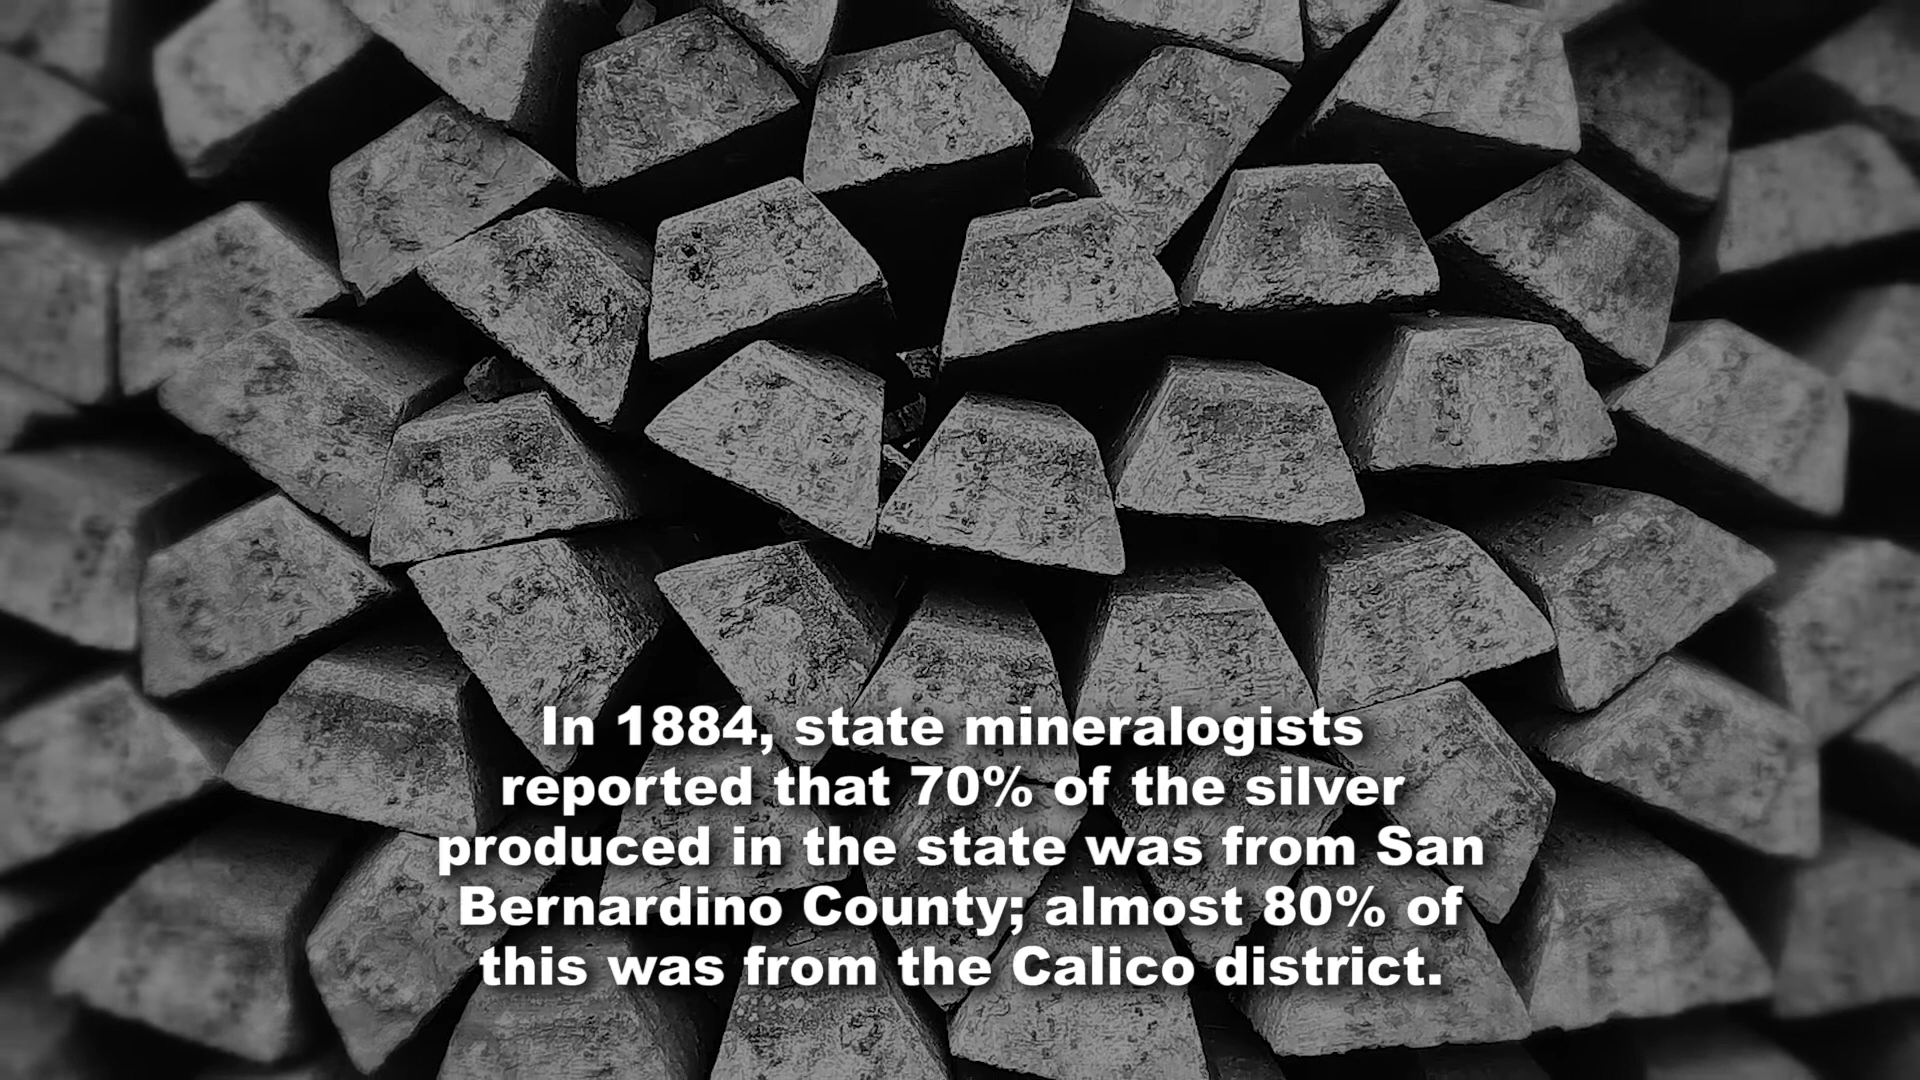 In 1884, state mineralogists
reported that 70% of the silver
produced in the state was from San
Bernardino County; almost 80% of
this was from the Calico district.